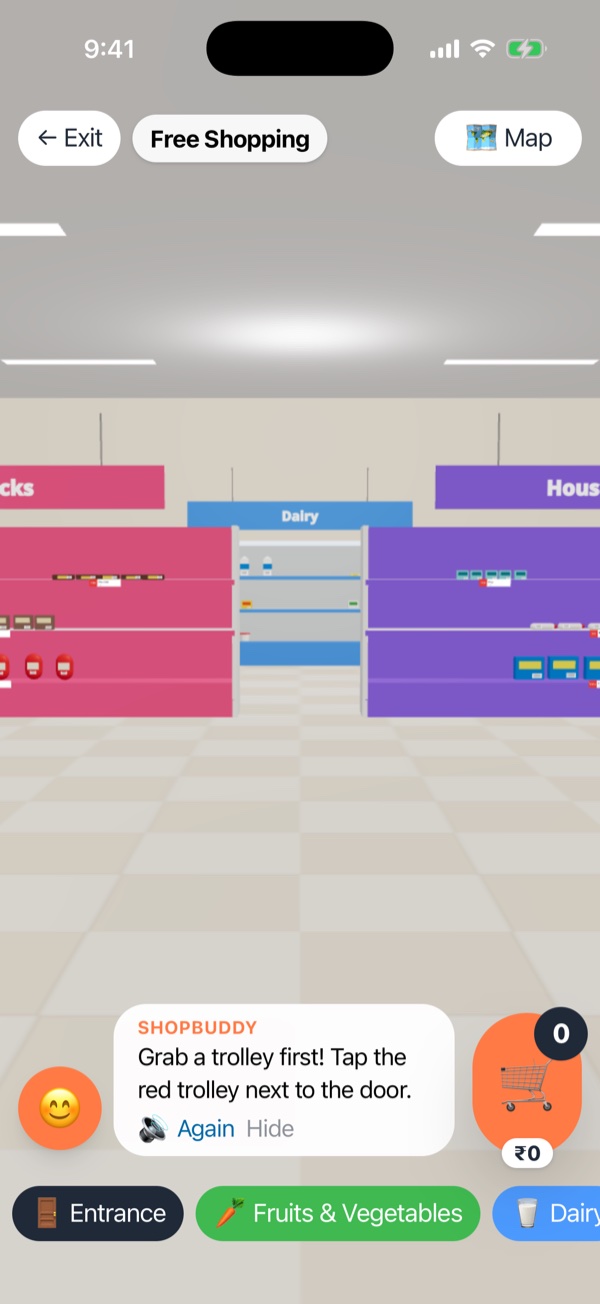 9:41
← Exit
Free Shopping
Map
cks
Hous
Dairy
0
SHOPBUDDY
Grab a trolley first! Tap the
red trolley next to the door.
Again Hide
₹0
Entrance
Fruits & Vegetables
Dairy